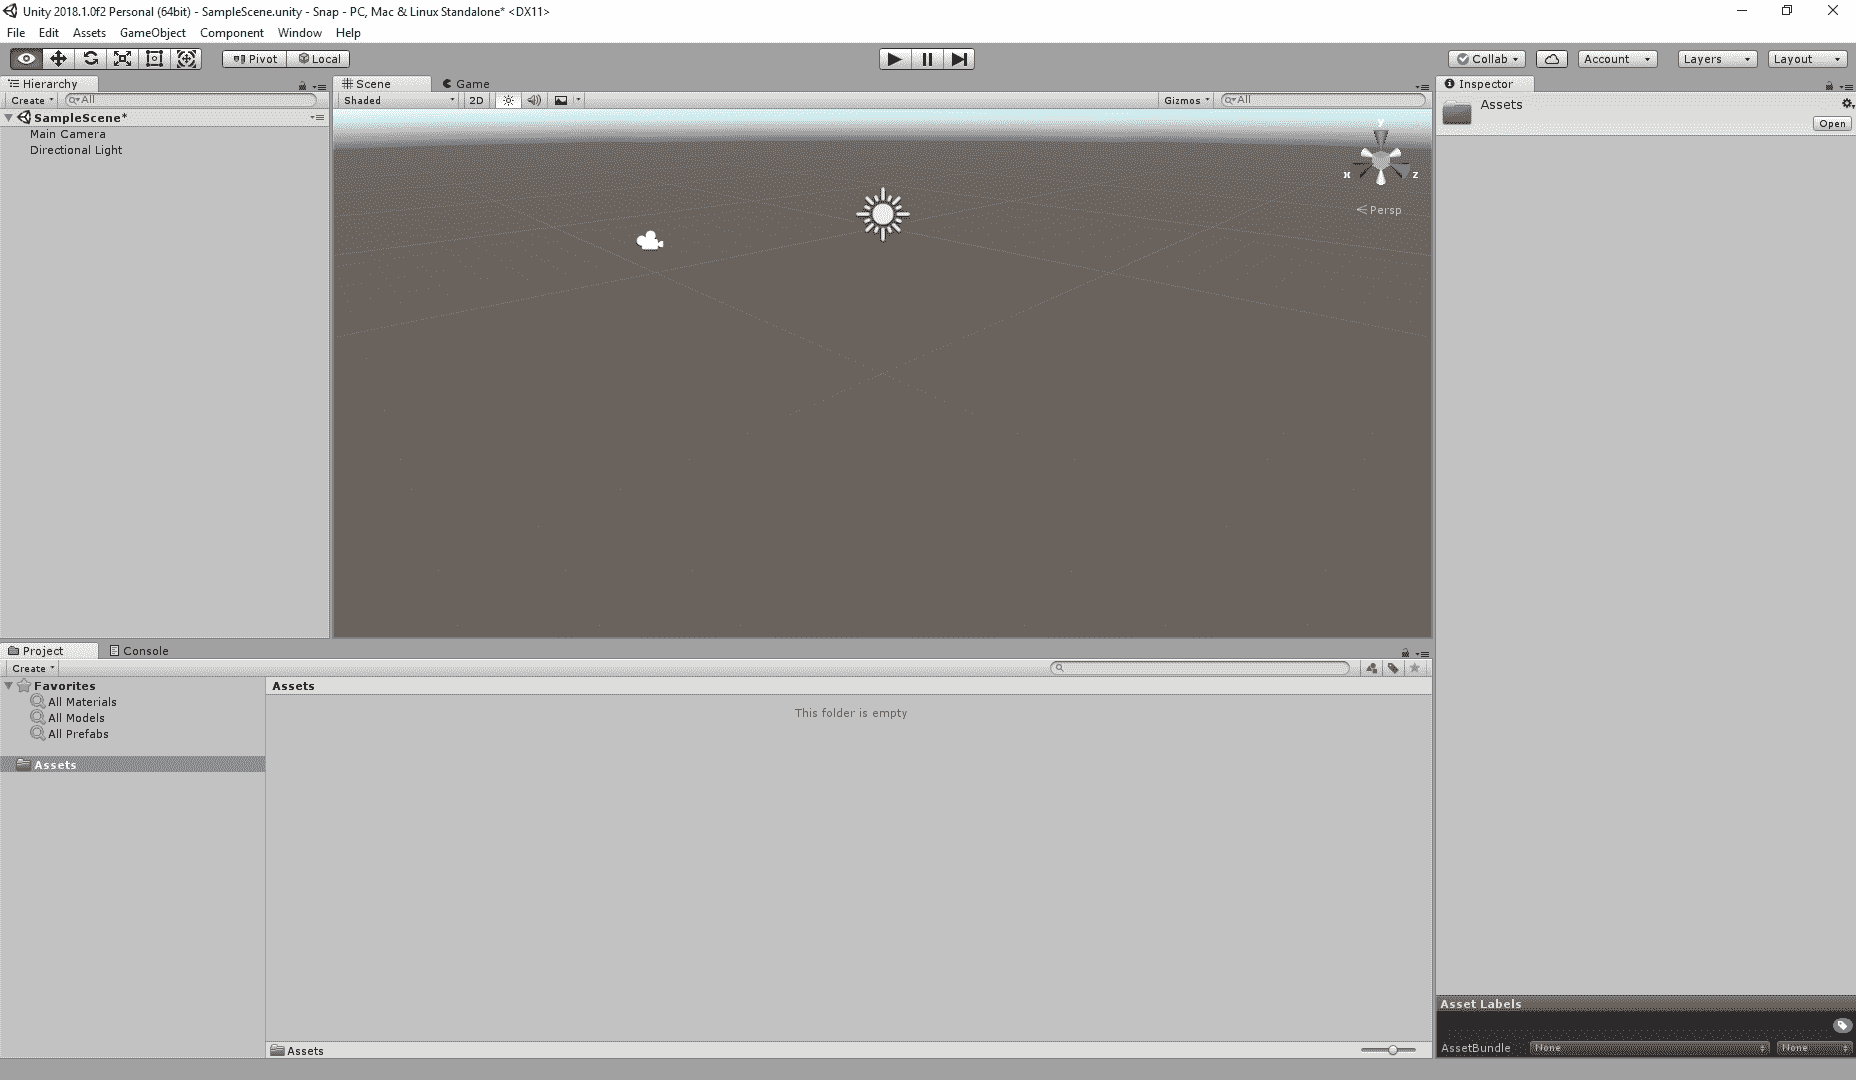 Unity 2018.1.0f2 Personal (64bit) - SampleScene.unity - Snap - PC, Mac & Linux Standalone* <DX11>
File Edit Assets GameObject Component Window Help
Pivot Local Collab Account Layers Layout
Hierarchy
Create All
SampleScene*
Main Camera
Directional Light
Scene Game
Shaded 2D Gizmos All
y
x z
Persp
Inspector
Assets
Open
Project Console
Create
Favorites
All Materials
All Models
All Prefabs
Assets
Assets
This folder is empty
Assets
Asset Labels
AssetBundle None None